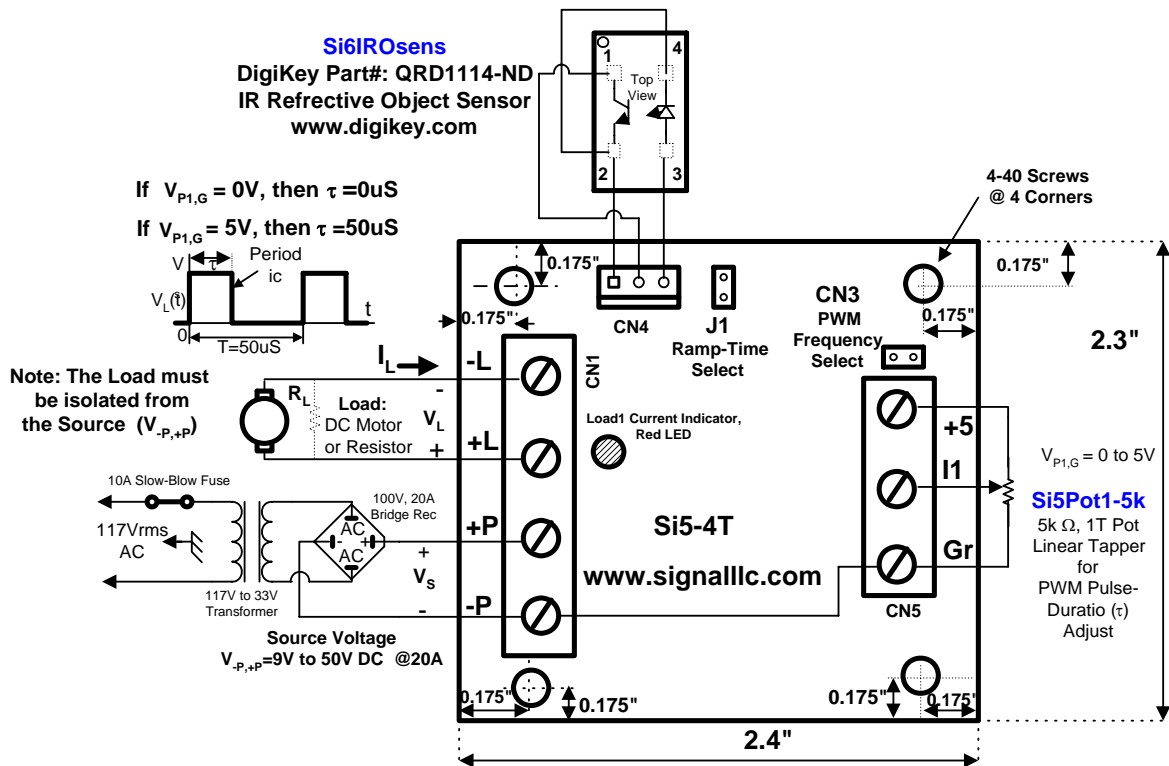 Si6IROsens
DigiKey Part#: QRD1114-ND
IR Refrective Object Sensor
www.digikey.com
1
4
Top
View
2
3
If V_P1,G = 0V, then τ =0uS
If V_P1,G = 5V, then τ =50uS
V
τ
Period
ic
V_L(t)
t
0
T=50uS
4-40 Screws
@ 4 Corners
0.175"
0.175"
0.175"
0.175"
CN4
J1
Ramp-Time
Select
CN3
PWM
Frequency
Select
2.3"
Note: The Load must
be isolated from
the Source (V_-P,+P)
I_L
-L
CN1
R_L
-
Load:
DC Motor
or Resistor
V_L
+
+L
Load1 Current Indicator,
Red LED
+5
I1
Gr
CN5
V_P1,G = 0 to 5V
Si5Pot1-5k
5k Ω, 1T Pot
Linear Tapper
for
PWM Pulse-
Duratio (τ)
Adjust
10A Slow-Blow Fuse
117Vrms
AC
100V, 20A
Bridge Rec
AC
-
+
AC
+P
+
V_S
-
-P
117V to 33V
Transformer
Source Voltage
V_-P,+P=9V to 50V DC @20A
Si5-4T
www.signalllc.com
0.175"
0.175"
0.175"
0.175"
2.4"